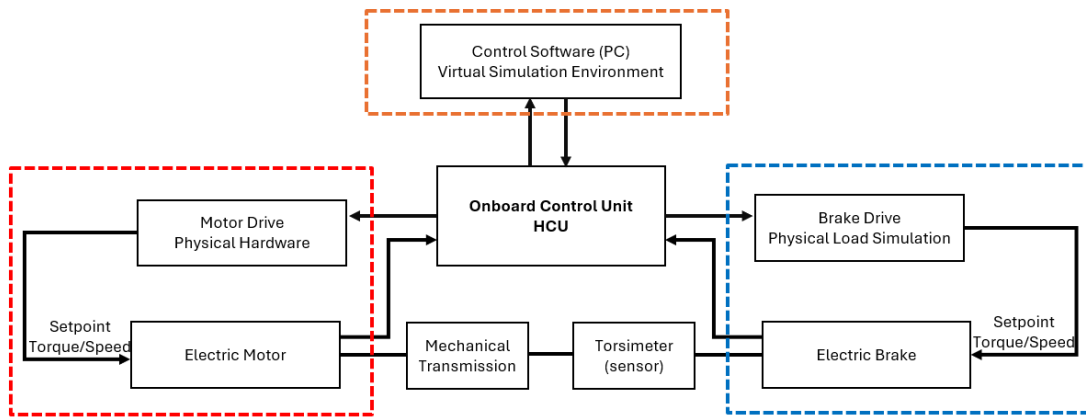 Control Software (PC)
Virtual Simulation Environment
Onboard Control Unit
HCU
Motor Drive
Physical Hardware
Brake Drive
Physical Load Simulation
Setpoint
Torque/Speed
Electric Motor
Mechanical
Transmission
Torsimeter
(sensor)
Electric Brake
Setpoint
Torque/Speed